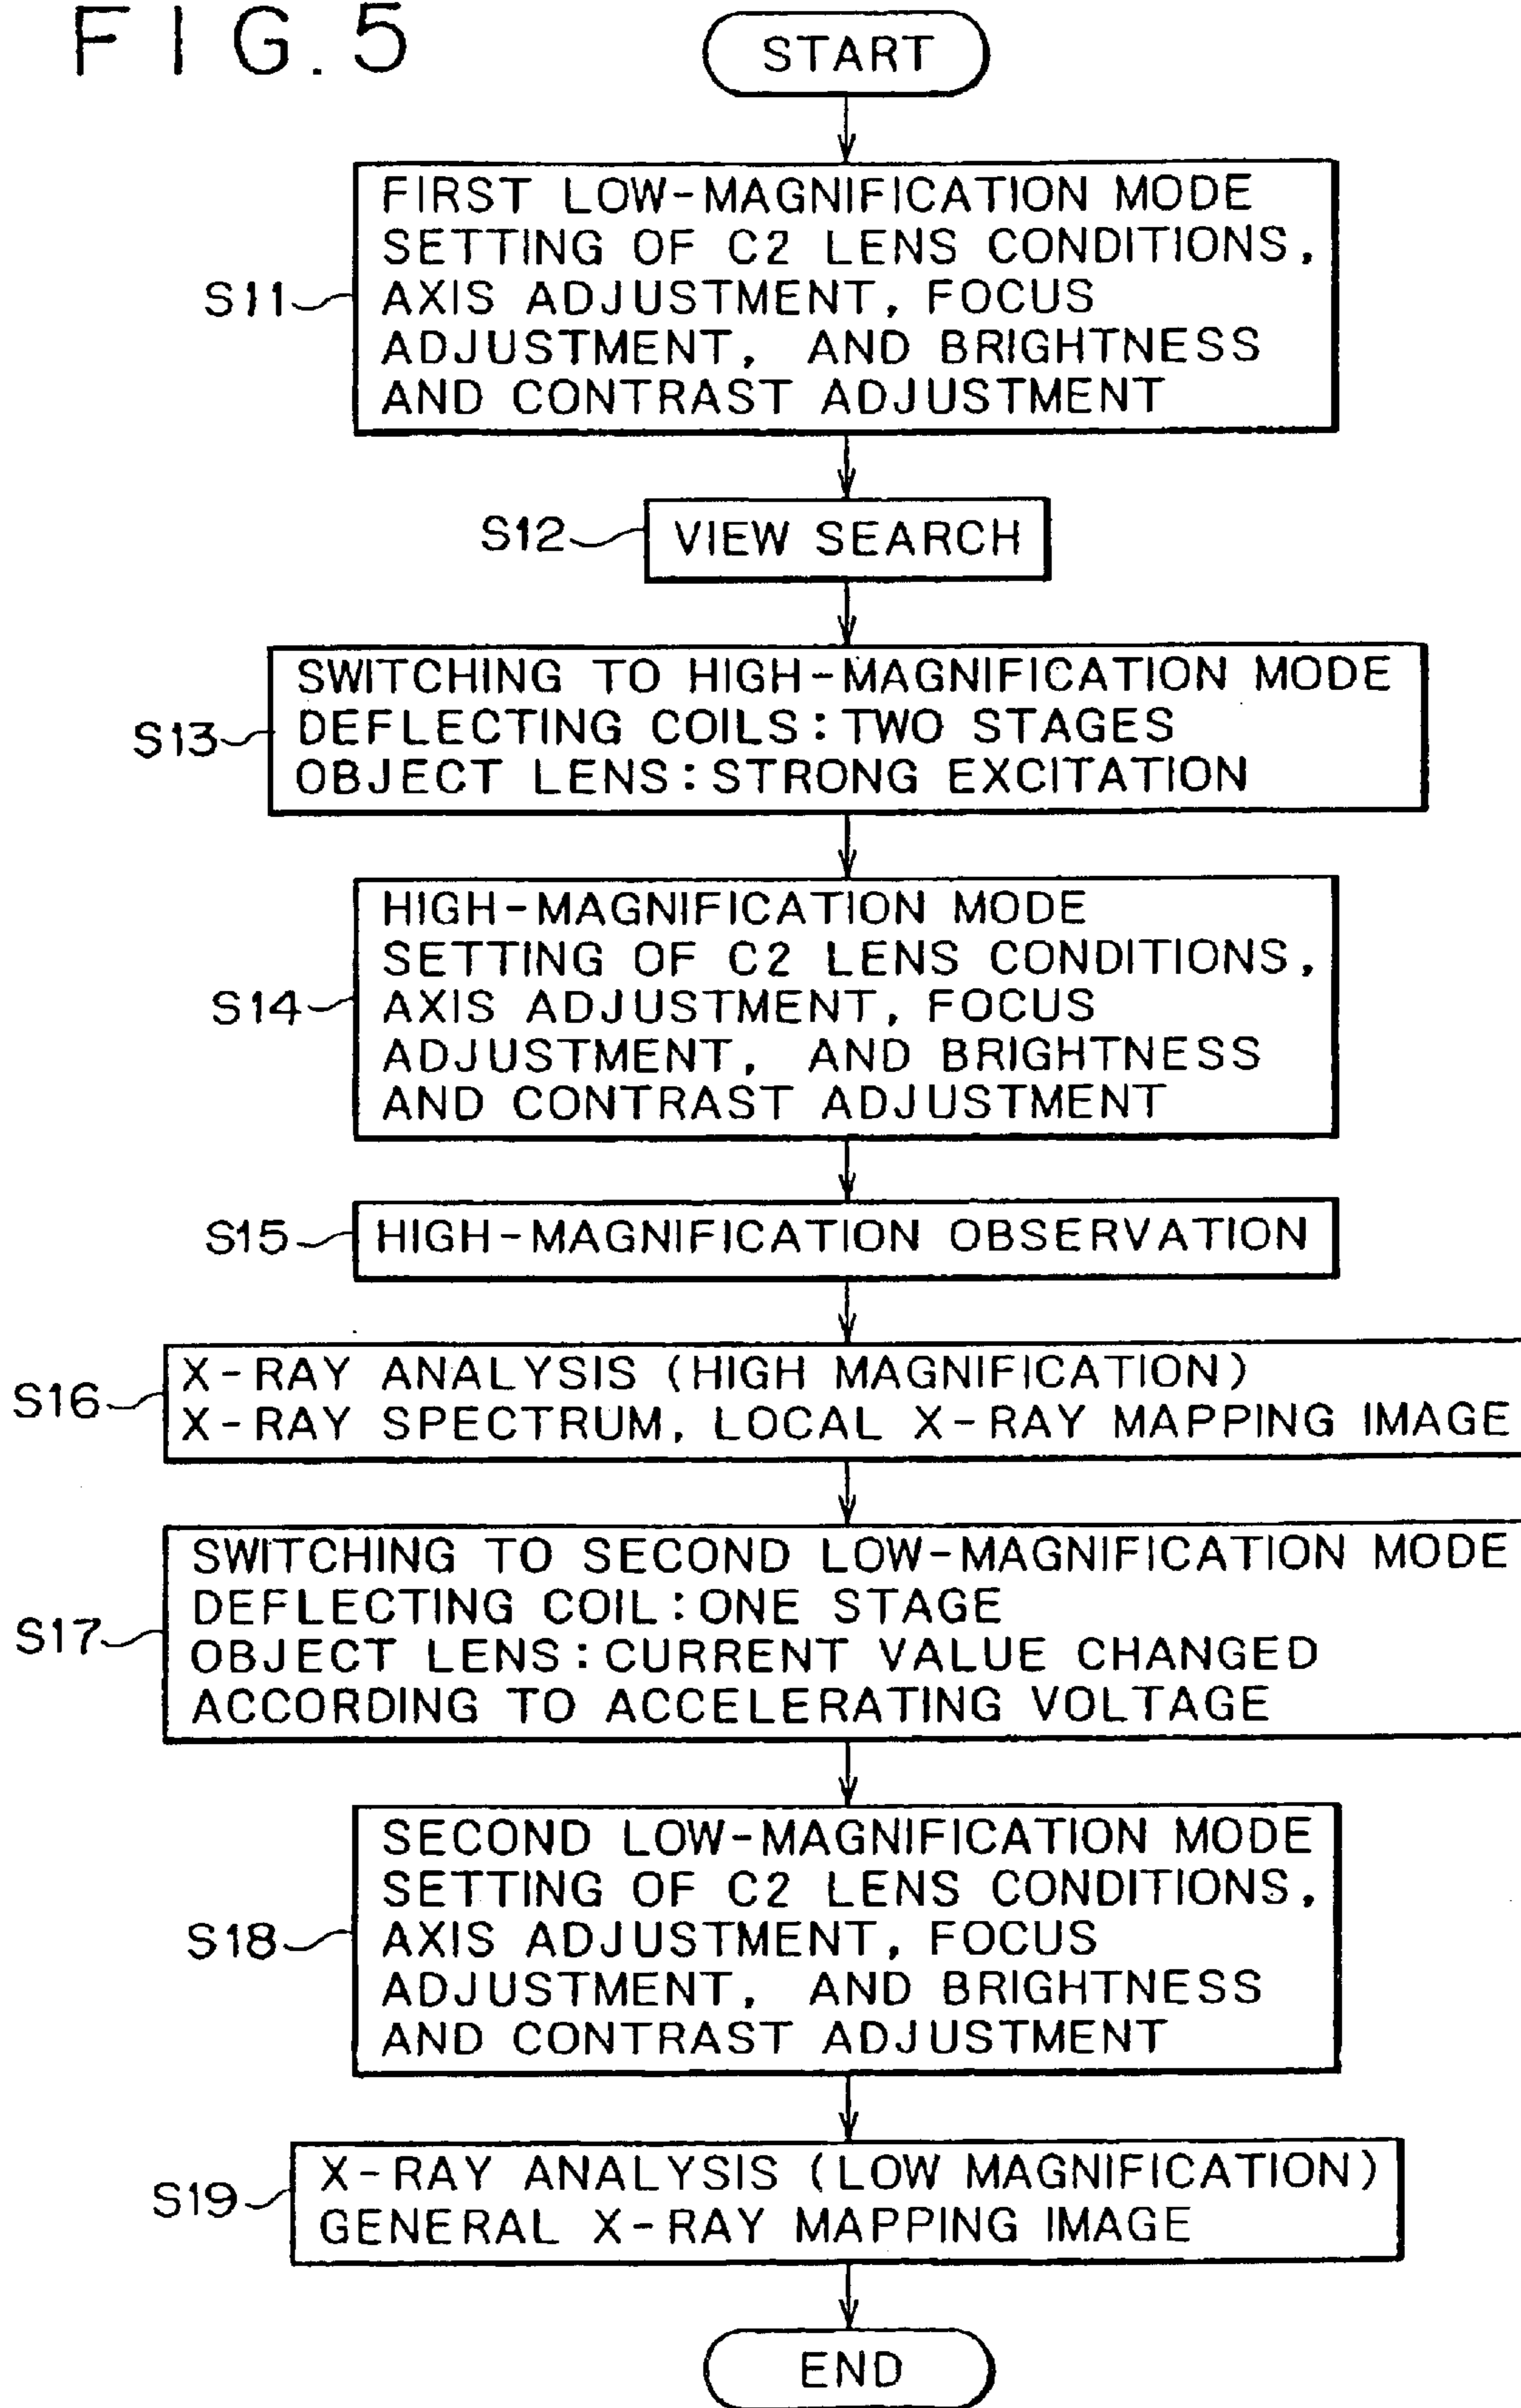 FIG.5
START
S11
FIRST LOW-MAGNIFICATION MODE
SETTING OF C2 LENS CONDITIONS,
AXIS ADJUSTMENT, FOCUS
ADJUSTMENT, AND BRIGHTNESS
AND CONTRAST ADJUSTMENT
S12
VIEW SEARCH
S13
SWITCHING TO HIGH-MAGNIFICATION MODE
DEFLECTING COILS:TWO STAGES
OBJECT LENS:STRONG EXCITATION
S14
HIGH-MAGNIFICATION MODE
SETTING OF C2 LENS CONDITIONS,
AXIS ADJUSTMENT, FOCUS
ADJUSTMENT, AND BRIGHTNESS
AND CONTRAST ADJUSTMENT
S15
HIGH-MAGNIFICATION OBSERVATION
S16
X-RAY ANALYSIS (HIGH MAGNIFICATION)
X-RAY SPECTRUM, LOCAL X-RAY MAPPING IMAGE
S17
SWITCHING TO SECOND LOW-MAGNIFICATION MODE
DEFLECTING COIL:ONE STAGE
OBJECT LENS:CURRENT VALUE CHANGED
ACCORDING TO ACCELERATING VOLTAGE
S18
SECOND LOW-MAGNIFICATION MODE
SETTING OF C2 LENS CONDITIONS,
AXIS ADJUSTMENT, FOCUS
ADJUSTMENT, AND BRIGHTNESS
AND CONTRAST ADJUSTMENT
S19
X-RAY ANALYSIS (LOW MAGNIFICATION)
GENERAL X-RAY MAPPING IMAGE
END